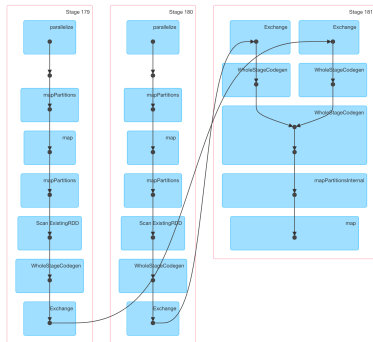 Stage 179
parallelize
mapPartitions
map
mapPartitions
Scan ExistingRDD
WholeStageCodegen
Exchange
Stage 180
parallelize
mapPartitions
map
mapPartitions
Scan ExistingRDD
WholeStageCodegen
Exchange
Stage 181
Exchange
Exchange
WholeStageCodegen
WholeStageCodegen
WholeStageCodegen
mapPartitionsInternal
map